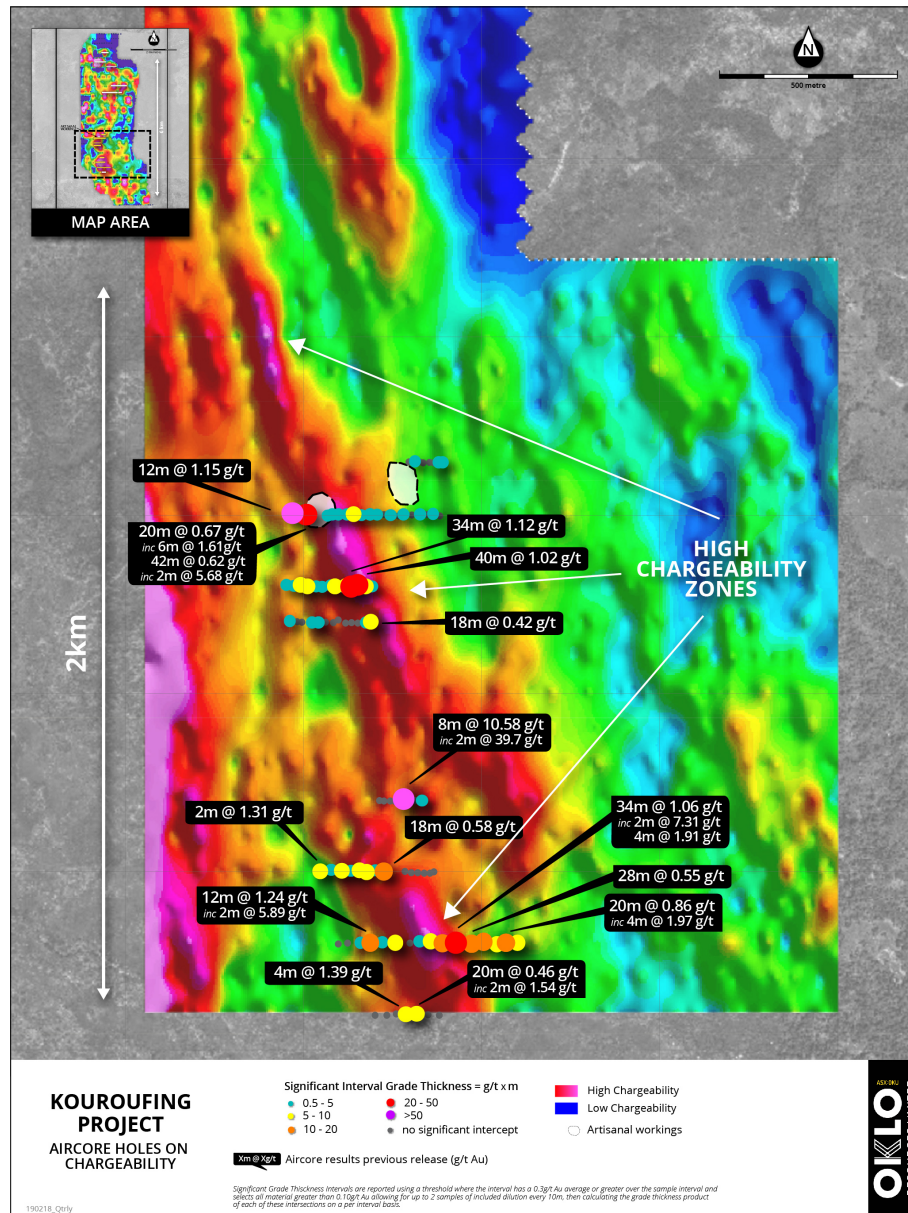 N
500 metre
MAP AREA
2km
12m @ 1.15 g/t
20m @ 0.67 g/t
inc 6m @ 1.61g/t
42m @ 0.62 g/t
inc 2m @ 5.68 g/t
34m @ 1.12 g/t
40m @ 1.02 g/t
18m @ 0.42 g/t
HIGH
CHARGEABILITY
ZONES
8m @ 10.58 g/t
inc 2m @ 39.7 g/t
2m @ 1.31 g/t
18m @ 0.58 g/t
34m @ 1.06 g/t
inc 2m @ 7.31 g/t
4m @ 1.91 g/t
28m @ 0.55 g/t
12m @ 1.24 g/t
inc 2m @ 5.89 g/t
20m @ 0.86 g/t
inc 4m @ 1.97 g/t
4m @ 1.39 g/t
20m @ 0.46 g/t
inc 2m @ 1.54 g/t
KOUROUFING
PROJECT
AIRCORE HOLES ON
CHARGEABILITY
190218_Qtrly
Significant Interval Grade Thickness = g/t x m
0.5 - 5
5 - 10
10 - 20
20 - 50
>50
no significant intercept
High Chargeability
Low Chargeability
Artisanal workings
Xm @ Xg/t Aircore results previous release (g/t Au)
Significant Grade Thisckness Intervals are reported using a threshold where the interval has a 0.3g/t Au average or greater over the sample interval and
selects all material greater than 0.10g/t Au allowing for up to 2 samples of included dilution every 10m, then calculating the grade thickness product
of each of these intersections on a per interval basis.
ASX:OKU
OKLO